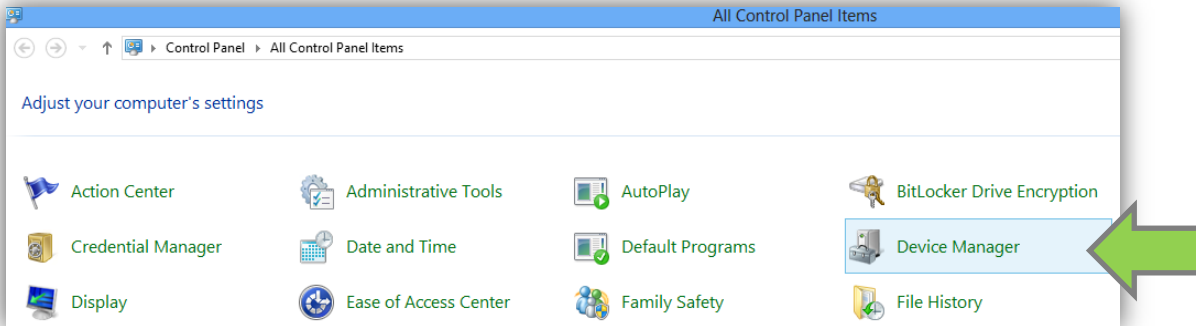 All Control Panel Items
Control Panel All Control Panel Items
Adjust your computer's settings
Action Center Administrative Tools AutoPlay BitLocker Drive Encryption
Credential Manager Date and Time Default Programs Device Manager
Display Ease of Access Center Family Safety File History